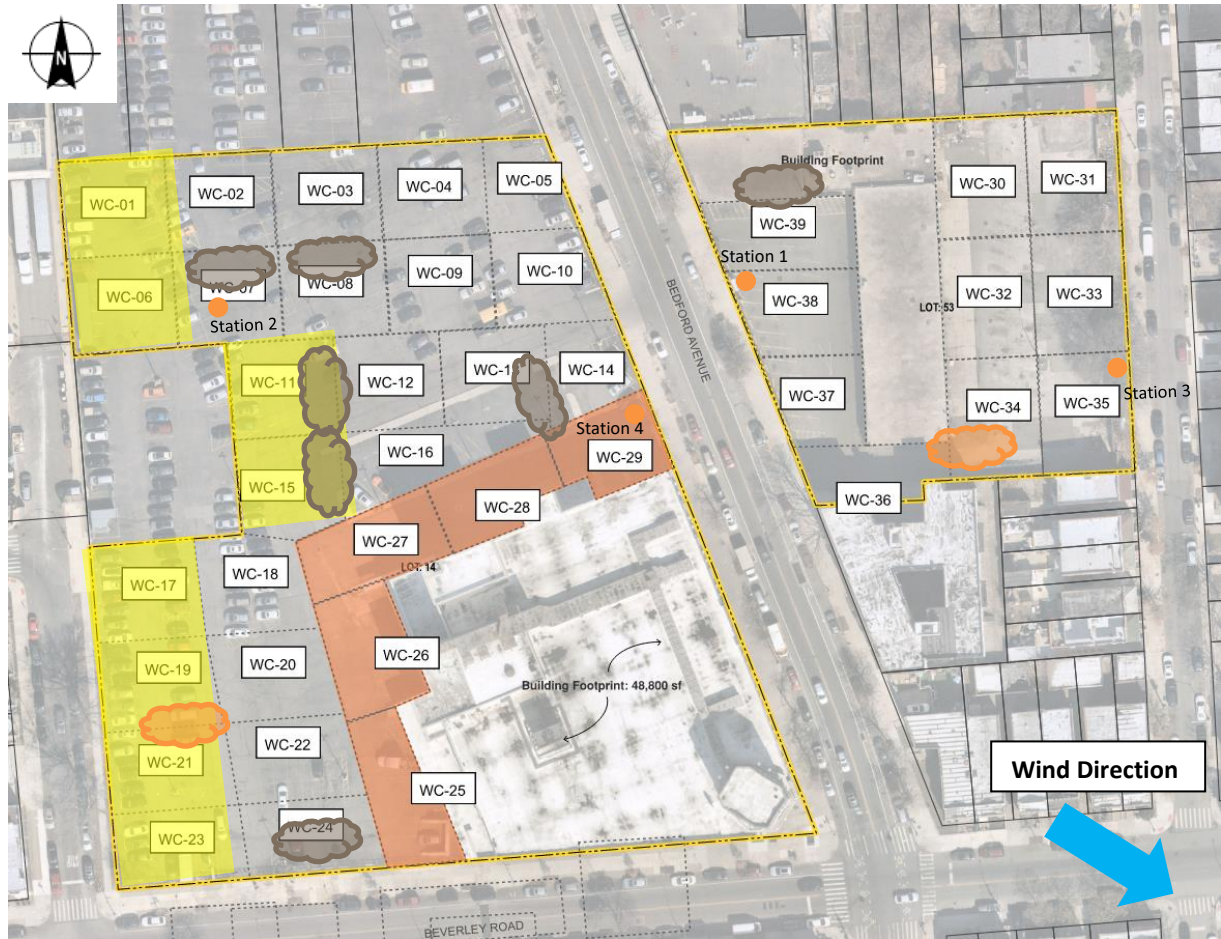 N
Building Footprint
WC-01
WC-02
WC-03
WC-04
WC-05
WC-30
WC-31
WC-39
WC-06
WC-07
WC-08
WC-09
WC-10
Station 1
WC-38
WC-32
WC-33
LOT: 53
Station 2
BEDFORD AVENUE
WC-11
WC-12
WC-13
WC-14
WC-37
WC-34
WC-35
Station 3
Station 4
WC-15
WC-16
WC-29
WC-36
WC-28
WC-27
LOT: 14
WC-17
WC-18
WC-26
WC-19
WC-20
Building Footprint: 48,800 sf
WC-21
WC-22
WC-25
Wind Direction
WC-23
WC-24
BEVERLEY ROAD